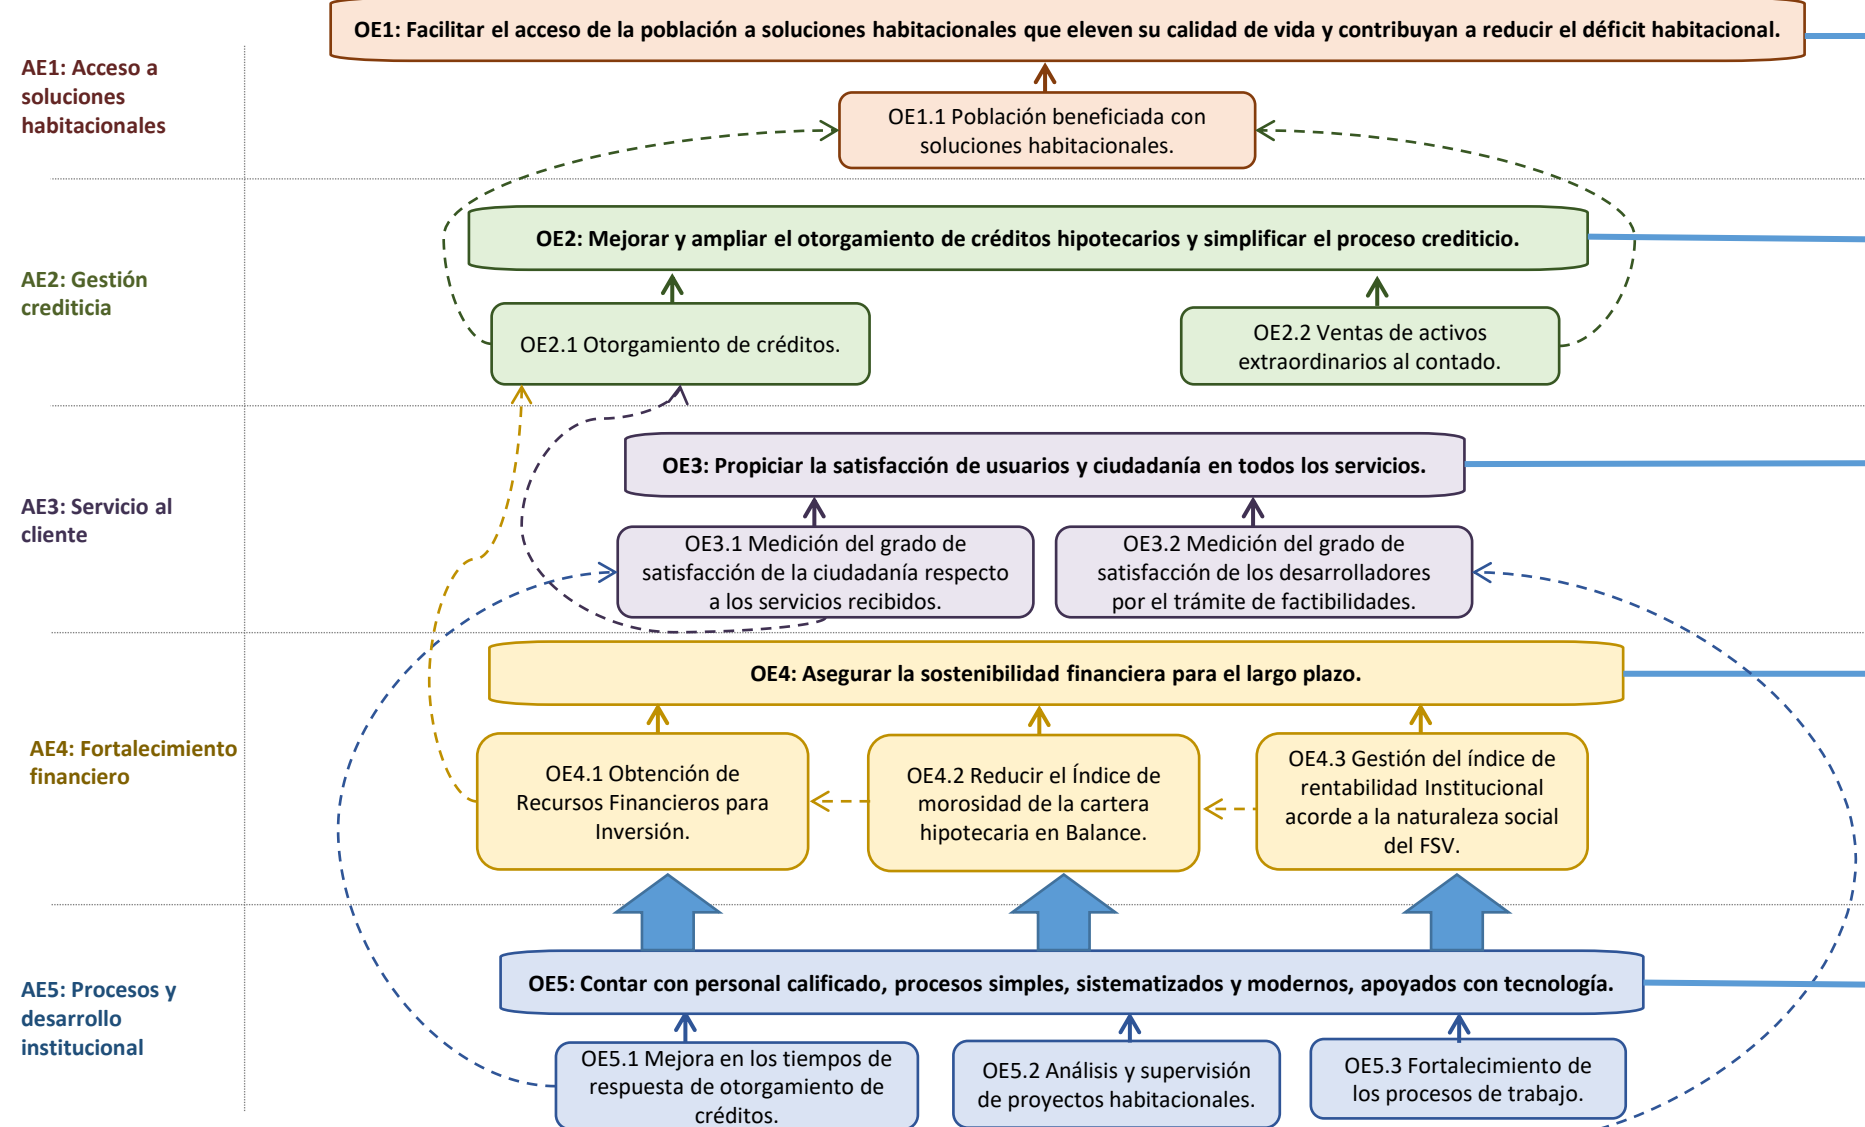 OE1: Facilitar el acceso de la población a soluciones habitacionales que eleven su calidad de vida y contribuyan a reducir el déficit habitacional.
AE1: Acceso a
soluciones
habitacionales
OE1.1 Población beneficiada con
soluciones habitacionales.
OE2: Mejorar y ampliar el otorgamiento de créditos hipotecarios y simplificar el proceso crediticio.
AE2: Gestión
crediticia
OE2.1 Otorgamiento de créditos.
OE2.2 Ventas de activos
extraordinarios al contado.
OE3: Propiciar la satisfacción de usuarios y ciudadanía en todos los servicios.
AE3: Servicio al
cliente
OE3.1 Medición del grado de
satisfacción de la ciudadanía respecto
a los servicios recibidos.
OE3.2 Medición del grado de
satisfacción de los desarrolladores
por el trámite de factibilidades.
OE4: Asegurar la sostenibilidad financiera para el largo plazo.
AE4: Fortalecimiento
financiero
OE4.1 Obtención de
Recursos Financieros para
Inversión.
OE4.2 Reducir el Índice de
morosidad de la cartera
hipotecaria en Balance.
OE4.3 Gestión del índice de
rentabilidad Institucional
acorde a la naturaleza social
del FSV.
OE5: Contar con personal calificado, procesos simples, sistematizados y modernos, apoyados con tecnología.
AE5: Procesos y
desarrollo
institucional
OE5.1 Mejora en los tiempos de
respuesta de otorgamiento de
créditos.
OE5.2 Análisis y supervisión
de proyectos habitacionales.
OE5.3 Fortalecimiento de
los procesos de trabajo.